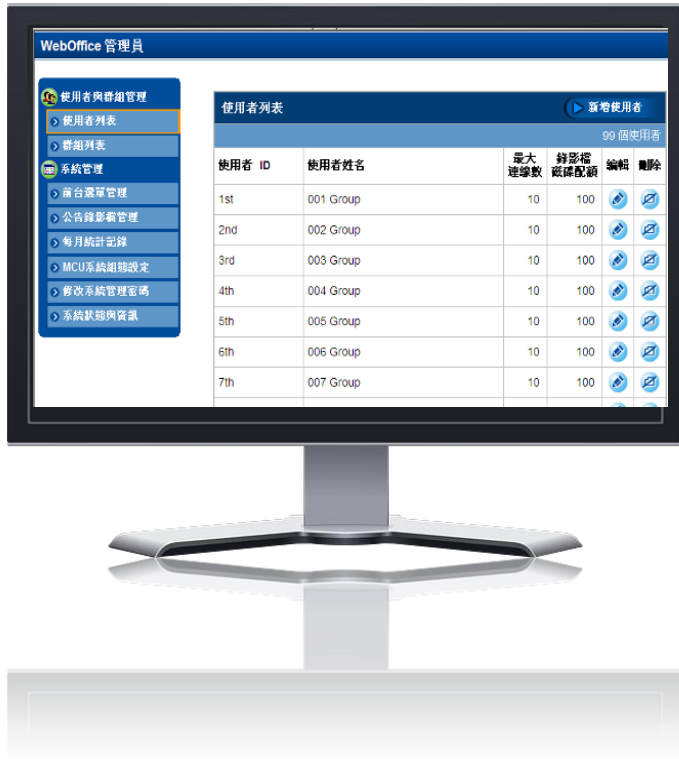 WebOffice 管理員
使用者與群組管理
使用者列表
群組列表
系統管理
前台選單管理
公告錄影檔管理
每月統計記錄
MCU系統組態設定
修改系統管理密碼
系統狀態與資訊
使用者列表 新增使用者
99 個使用者
使用者 ID 使用者姓名 最大連線數 錄影檔磁碟配額 編輯 刪除
1st 001 Group 10 100
2nd 002 Group 10 100
3rd 003 Group 10 100
4th 004 Group 10 100
5th 005 Group 10 100
6th 006 Group 10 100
7th 007 Group 10 100